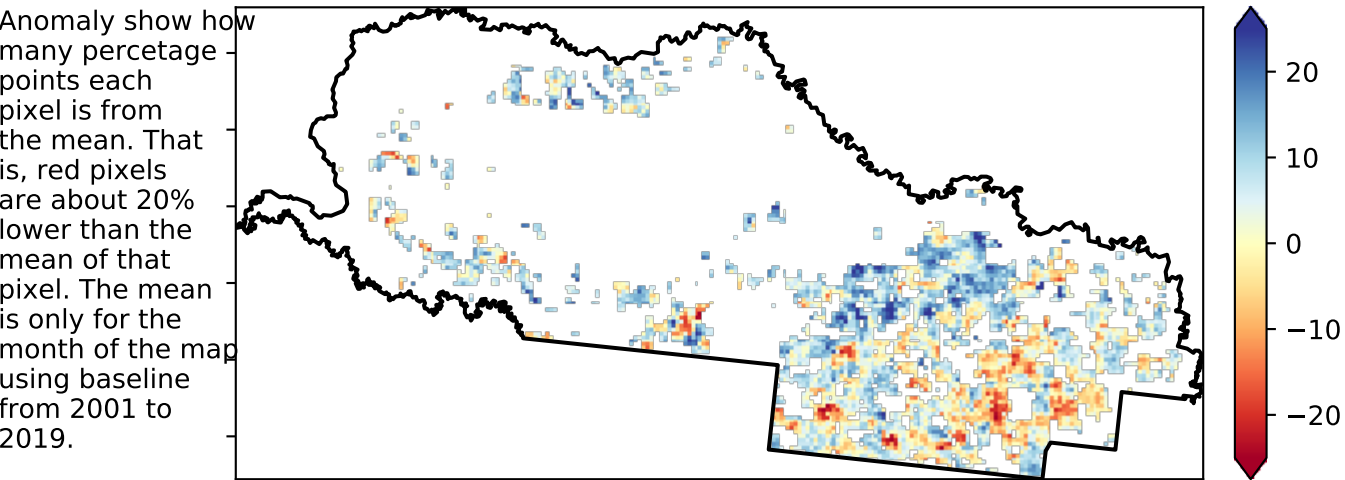 Anomaly show how
many percetage
points each
pixel is from
the mean. That
is, red pixels
are about 20%
lower than the
mean of that
pixel. The mean
is only for the
month of the map
using baseline
from 2001 to
2019.
20
10
0
−10
−20